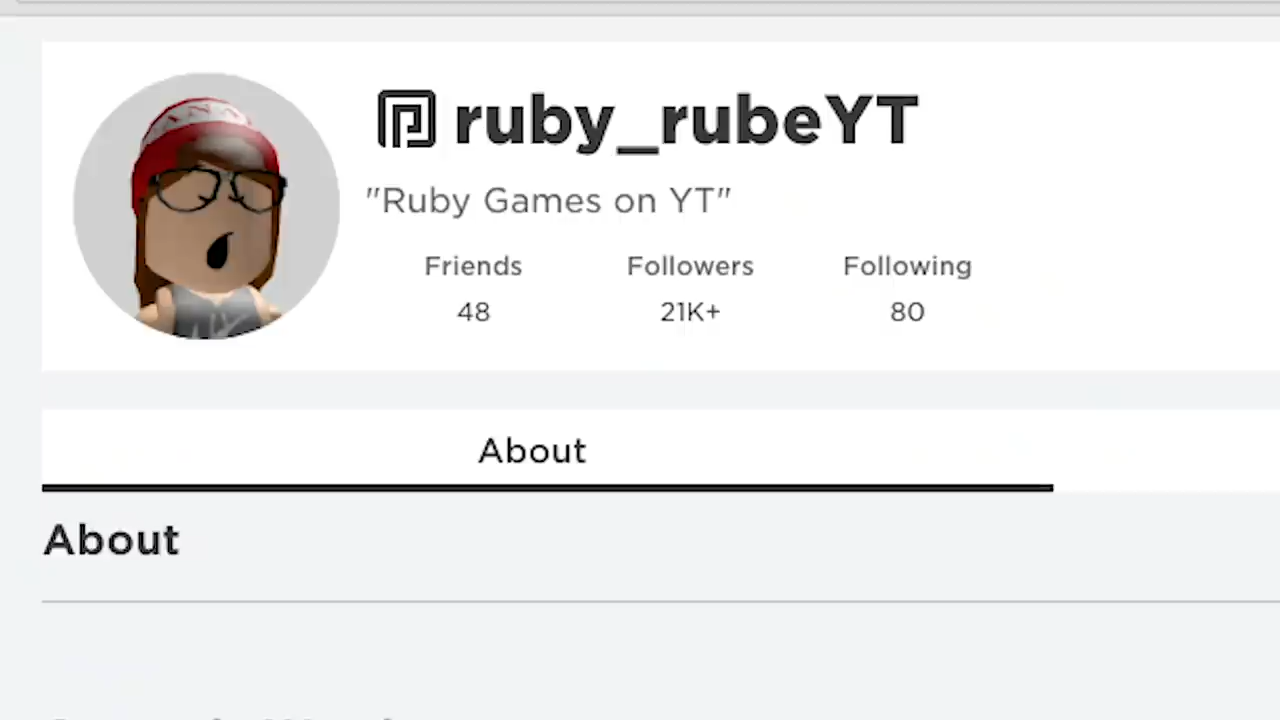 ruby_rubeYT
"Ruby Games on YT"
Friends Followers Following
48 21K+ 80
About
About